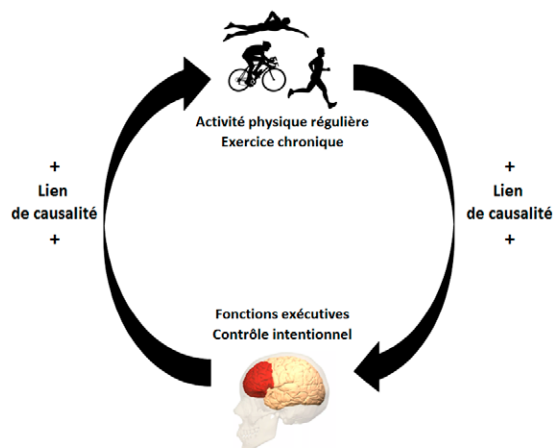 Activité physique régulière
Exercice chronique
+
Lien
de causalité
+
+
Lien
de causalité
+
Fonctions exécutives
Contrôle intentionnel